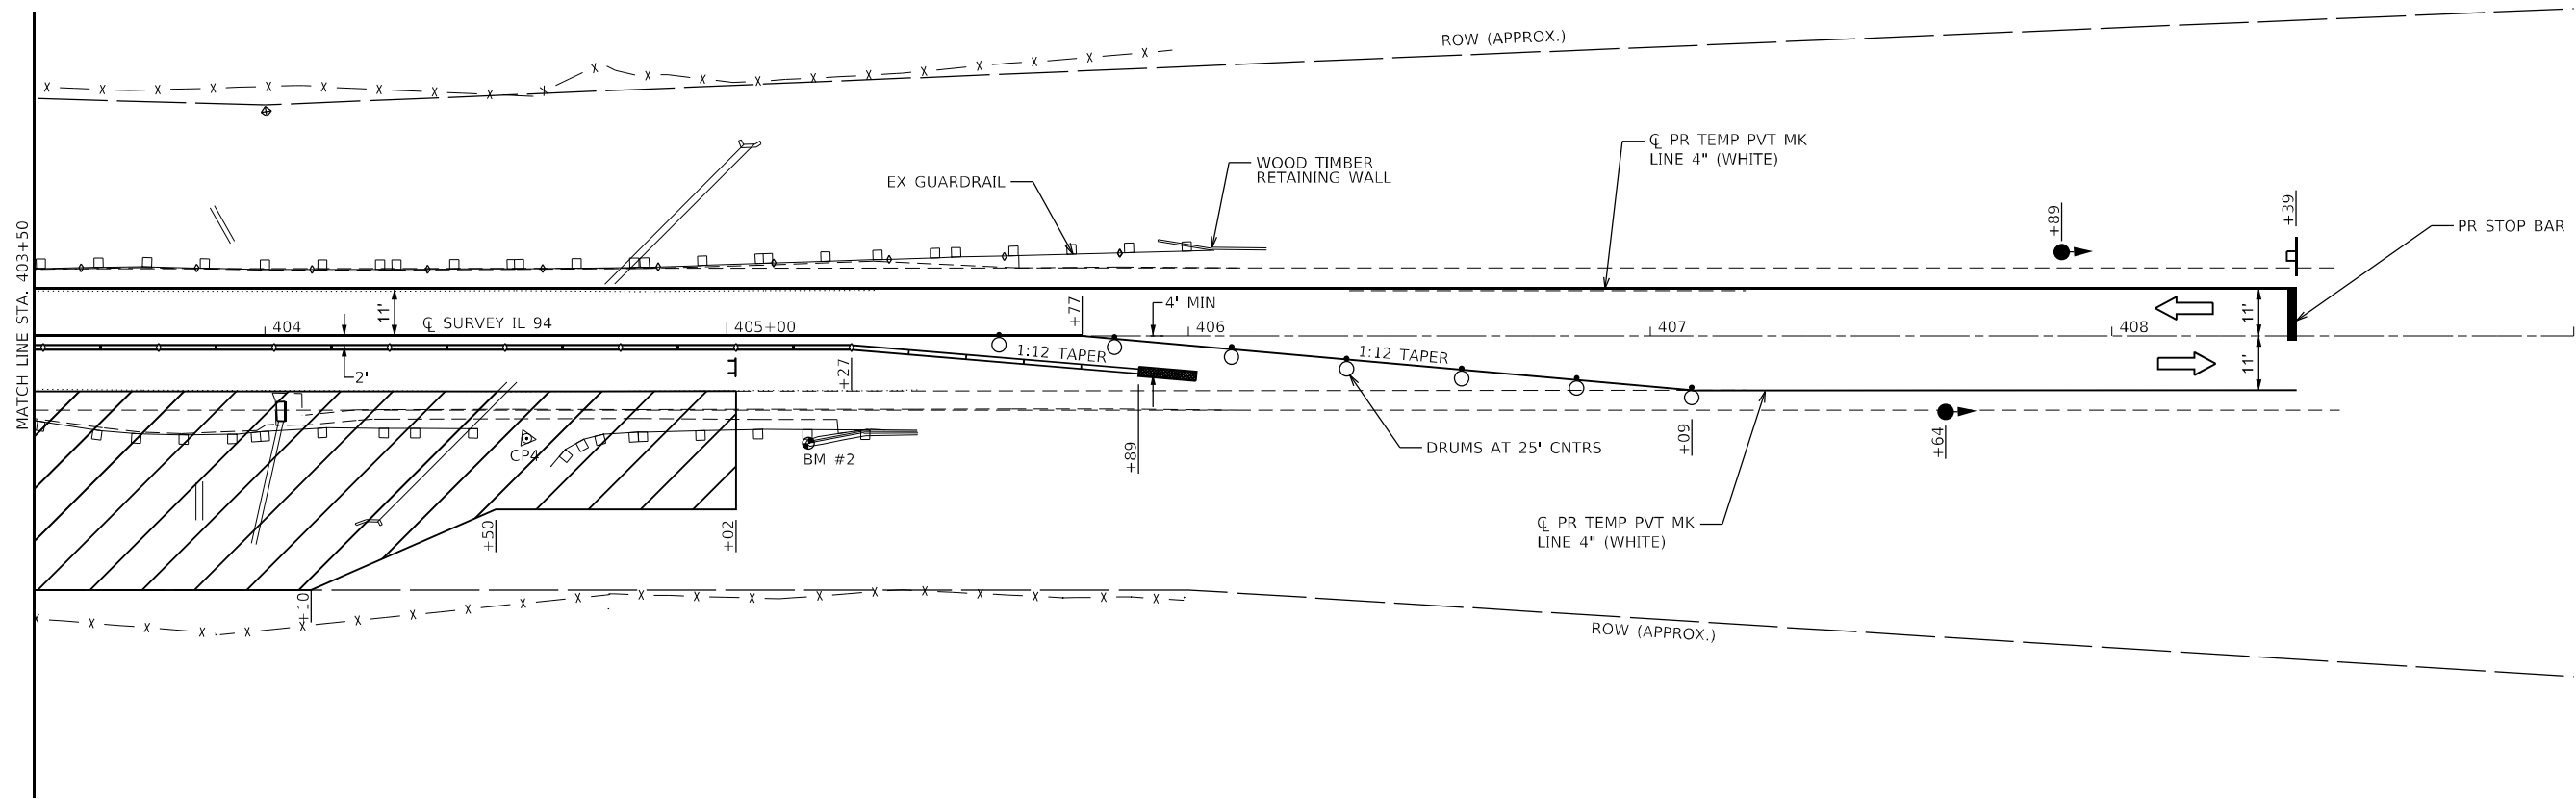 ROW (APPROX.)
℄ PR TEMP PVT MK
LINE 4" (WHITE)
WOOD TIMBER
RETAINING WALL
EX GUARDRAIL
+89
+39
PR STOP BAR
MATCH LINE STA. 403+50
11'
404
℄ SURVEY IL 94
405+00
+77
4' MIN
406
407
408
11'
2'
+27
1:12 TAPER
1:12 TAPER
11'
CP4
BM #2
+89
DRUMS AT 25' CNTRS
+09
+64
+50
+02
℄ PR TEMP PVT MK
LINE 4" (WHITE)
+10
ROW (APPROX.)
X X X X X X X X X X X X X X X X X X X X X
X X X X X X X X X X X X X X X X X X X X X